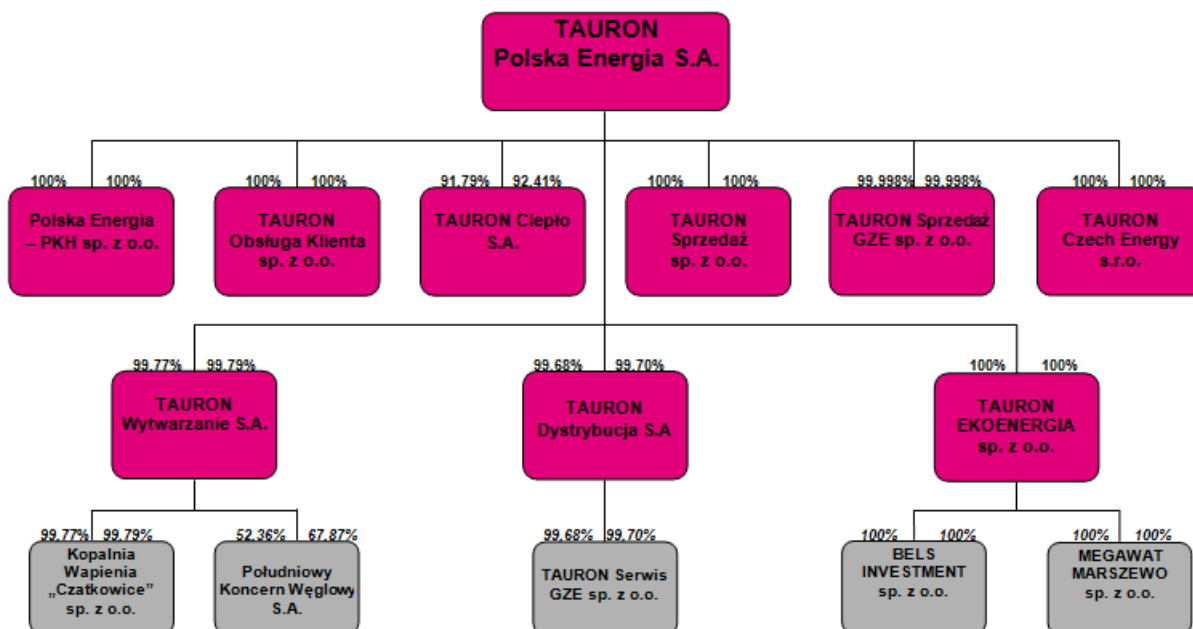 TAURON
Polska Energia S.A.
100% 100%
100% 100%
91,79% 92,41%
100% 100%
99,998% 99,998%
100% 100%
Polska Energia
– PKH sp. z o.o.
TAURON
Obsługa Klienta
sp. z o.o.
TAURON Ciepło
S.A.
TAURON
Sprzedaż
sp. z o.o.
TAURON Sprzedaż
GZE sp. z o.o.
TAURON
Czech Energy
s.r.o.
99,77% 99,79%
99,68% 99,70%
100% 100%
TAURON
Wytwarzanie S.A.
TAURON
Dystrybucja S.A
TAURON
EKOENERGIA
sp. z o.o.
99,77% 99,79%
52,36% 67,87%
99,68% 99,70%
100% 100%
100% 100%
Kopalnia
Wapienia
„Czatkowice”
sp. z o.o.
Południowy
Koncern Węglowy
S.A.
TAURON Serwis
GZE sp. z o.o.
BELS
INVESTMENT
sp. z o.o.
MEGAWAT
MARSZEWO
sp. z o.o.